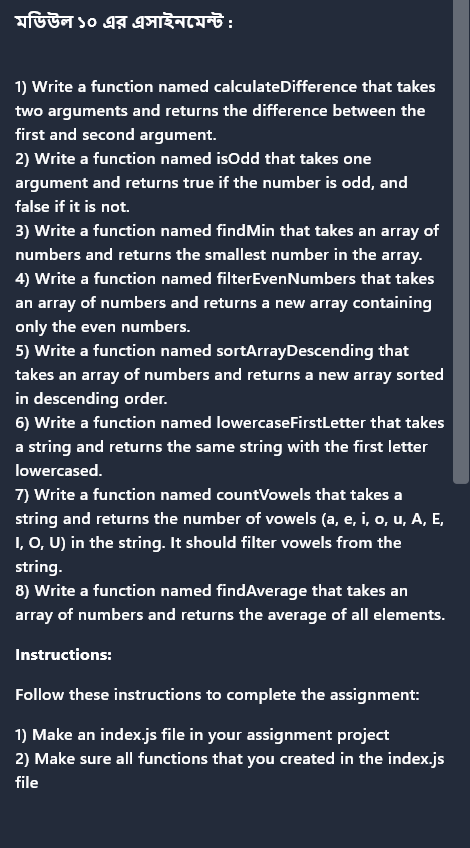 মডিউল ১০ এর এসাইনমেন্ট :
1) Write a function named calculateDifference that takes
two arguments and returns the difference between the
first and second argument.
2) Write a function named isOdd that takes one
argument and returns true if the number is odd, and
false if it is not.
3) Write a function named findMin that takes an array of
numbers and returns the smallest number in the array.
4) Write a function named filterEvenNumbers that takes
an array of numbers and returns a new array containing
only the even numbers.
5) Write a function named sortArrayDescending that
takes an array of numbers and returns a new array sorted
in descending order.
6) Write a function named lowercaseFirstLetter that takes
a string and returns the same string with the first letter
lowercased.
7) Write a function named countVowels that takes a
string and returns the number of vowels (a, e, i, o, u, A, E,
I, O, U) in the string. It should filter vowels from the
string.
8) Write a function named findAverage that takes an
array of numbers and returns the average of all elements.
Instructions:
Follow these instructions to complete the assignment:
1) Make an index.js file in your assignment project
2) Make sure all functions that you created in the index.js
file